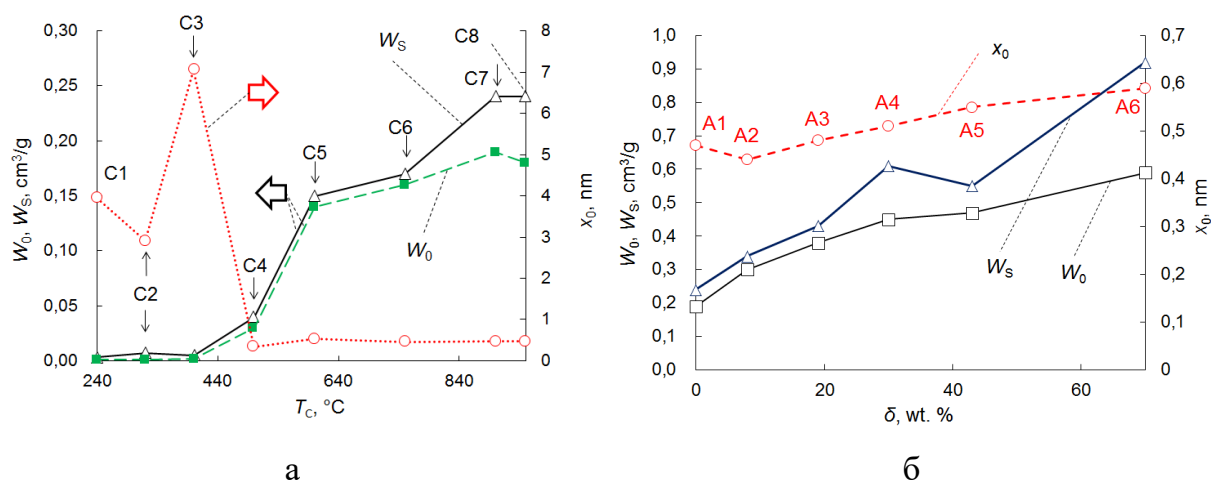 W₀, Wₛ, cm³/g
0,30
0,25
0,20
0,15
0,10
0,05
0,00
C1
C2
C3
C4
C5
C6
C7
C8
Wₛ
W₀
8
7
6
5
4
3
2
1
0
x₀, nm
240
440
640
840
T_C, °C
а
W₀, Wₛ, cm³/g
1,0
0,9
0,8
0,7
0,6
0,5
0,4
0,3
0,2
0,1
0,0
x₀
A1
A2
A3
A4
A5
A6
Wₛ
W₀
0,7
0,6
0,5
0,4
0,3
0,2
0,1
0
x₀, nm
0
20
40
60
δ, wt. %
б